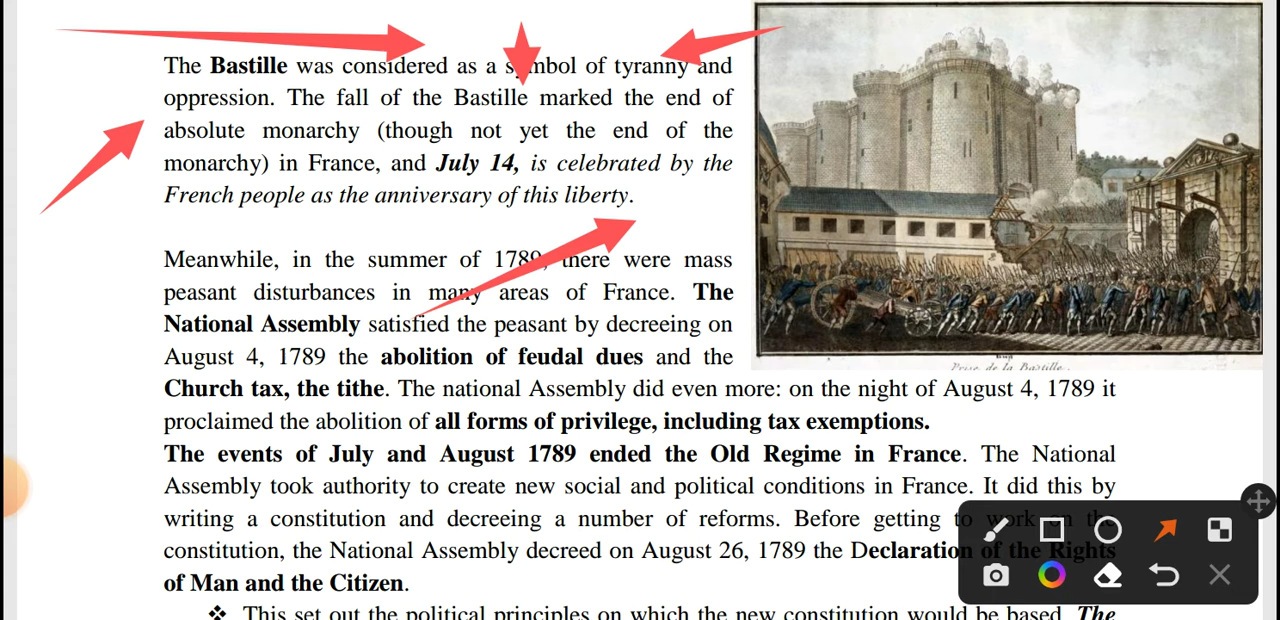 The Bastille was considered as a symbol of tyranny and
oppression. The fall of the Bastille marked the end of
absolute monarchy (though not yet the end of the
monarchy) in France, and July 14, is celebrated by the
French people as the anniversary of this liberty.
Prise de la Bastille.
Meanwhile, in the summer of 1789, there were mass
peasant disturbances in many areas of France. The
National Assembly satisfied the peasant by decreeing on
August 4, 1789 the abolition of feudal dues and the
Church tax, the tithe. The national Assembly did even more: on the night of August 4, 1789 it
proclaimed the abolition of all forms of privilege, including tax exemptions.
The events of July and August 1789 ended the Old Regime in France. The National
Assembly took authority to create new social and political conditions in France. It did this by
writing a constitution and decreeing a number of reforms. Before getting to work on the
constitution, the National Assembly decreed on August 26, 1789 the Declaration of the Rights
of Man and the Citizen.
❖ This set out the political principles on which the new constitution would be based. The